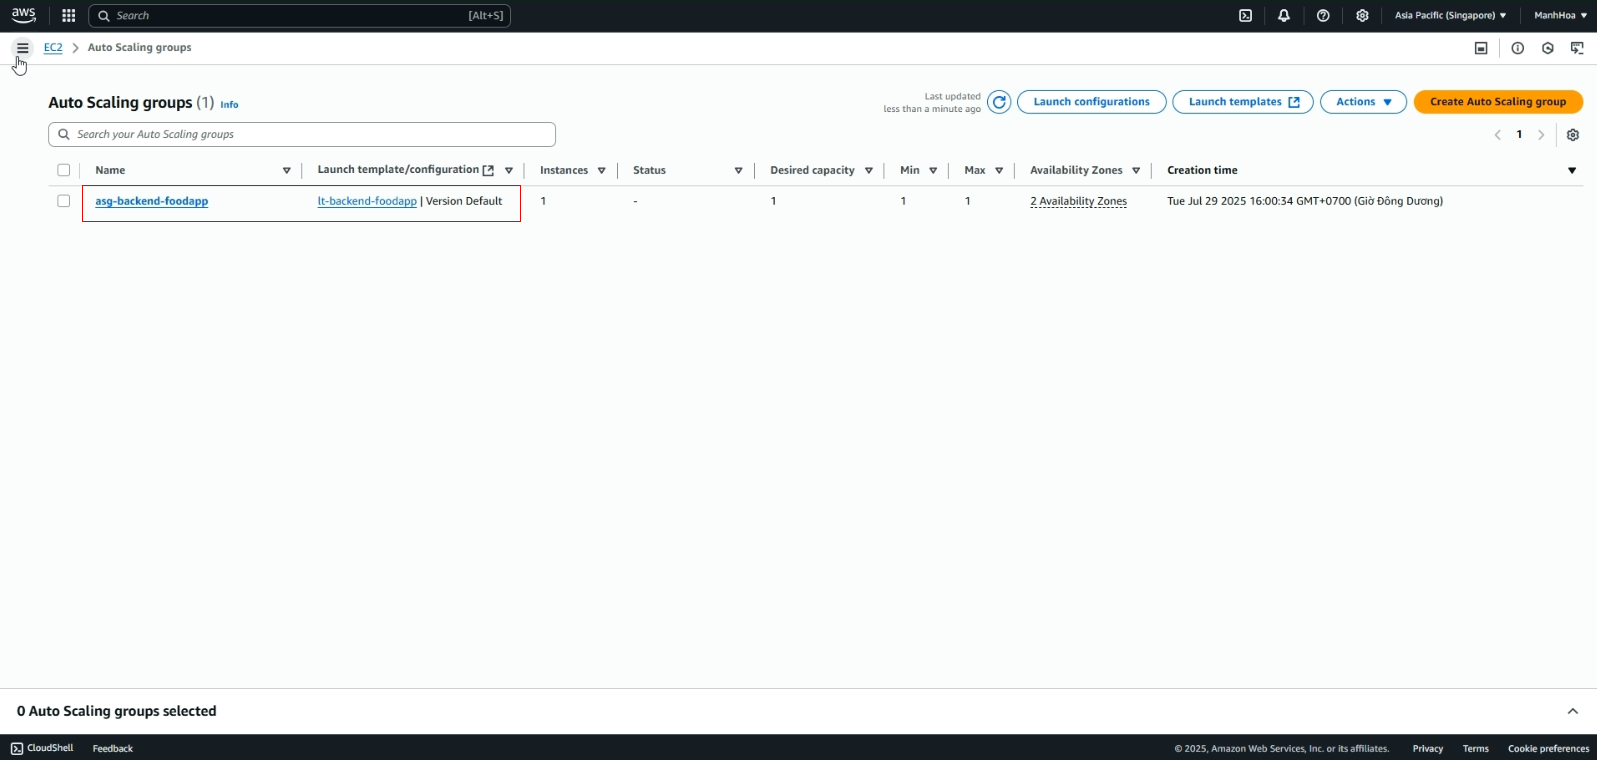 aws Search [Alt+S] Asia Pacific (Singapore) ManhHoa
EC2 Auto Scaling groups
Auto Scaling groups (1) Info
Last updated
less than a minute ago
Launch configurations Launch templates Actions Create Auto Scaling group
Search your Auto Scaling groups
1
Name Launch template/configuration Instances Status Desired capacity Min Max Availability Zones Creation time
asg-backend-foodapp lt-backend-foodapp | Version Default 1 - 1 1 1 2 Availability Zones Tue Jul 29 2025 16:00:34 GMT+0700 (Giờ Đông Dương)
0 Auto Scaling groups selected
CloudShell Feedback © 2025, Amazon Web Services, Inc. or its affiliates. Privacy Terms Cookie preferences